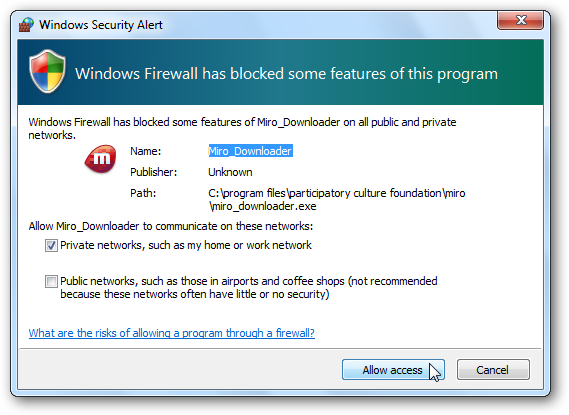 Windows Security Alert
Windows Firewall has blocked some features of this program
Windows Firewall has blocked some features of Miro_Downloader on all public and private
networks.
m
Name: Miro_Downloader
Publisher: Unknown
Path: C:\program files\participatory culture foundation\miro
\miro_downloader.exe
Allow Miro_Downloader to communicate on these networks:
Private networks, such as my home or work network
Public networks, such as those in airports and coffee shops (not recommended
because these networks often have little or no security)
What are the risks of allowing a program through a firewall?
Allow access Cancel